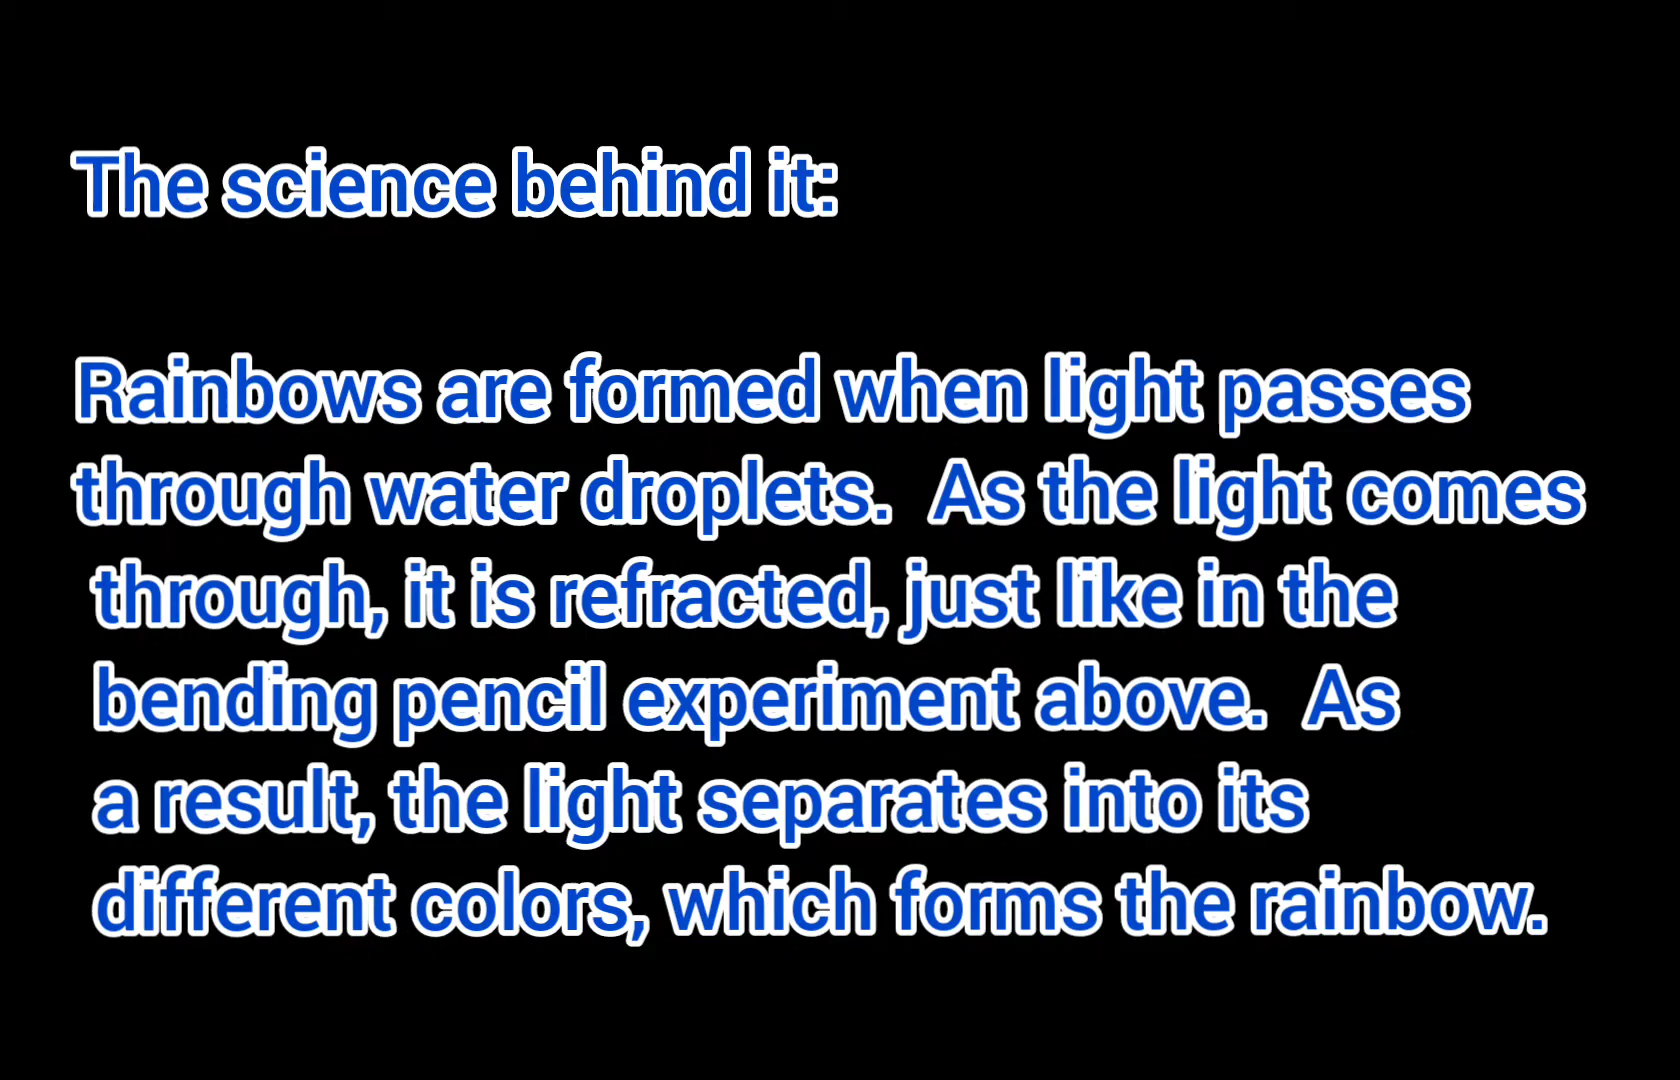 The science behind it:
Rainbows are formed when light passes
through water droplets.  As the light comes
through, it is refracted, just like in the
bending pencil experiment above.  As
a result, the light separates into its
different colors, which forms the rainbow.